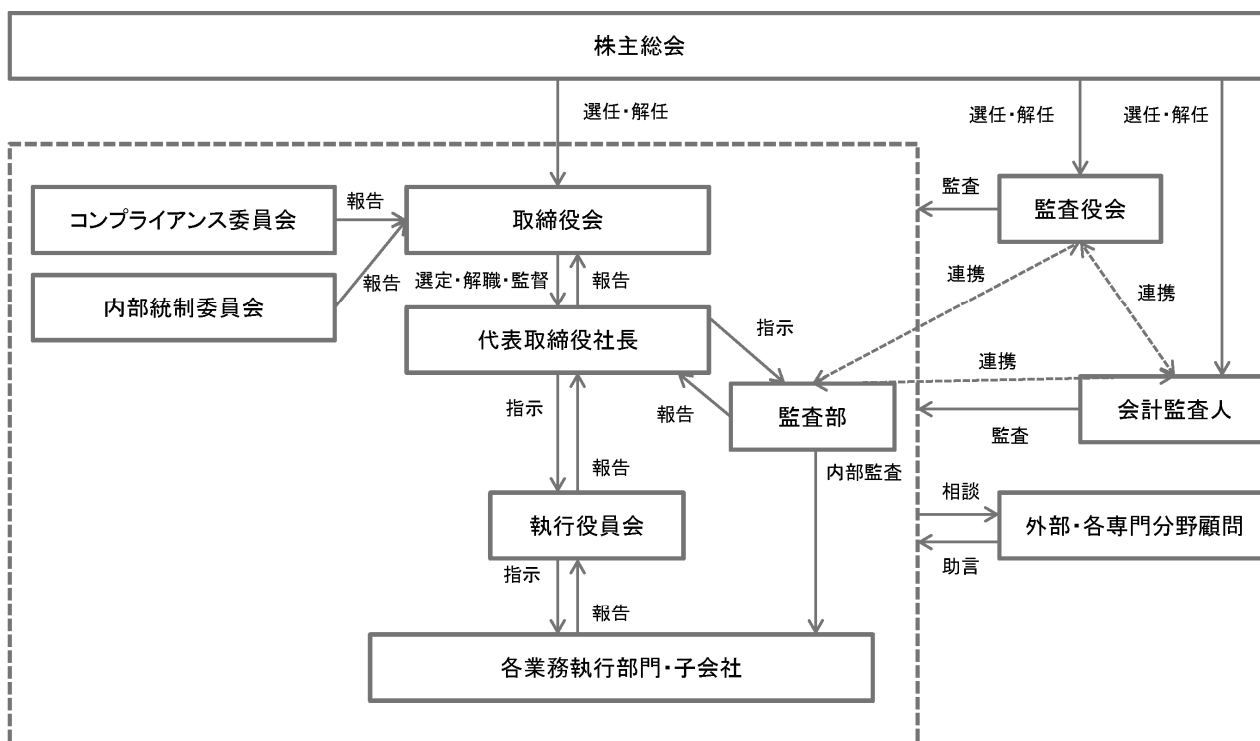 株主総会
選任・解任
選任・解任
選任・解任
コンプライアンス委員会
報告
取締役会
監査
監査役会
内部統制委員会
報告
選定・解職・監督
報告
連携
連携
代表取締役社長
指示
連携
指示
報告
監査部
会計監査人
監査
報告
内部監査
執行役員会
相談
外部・各専門分野顧問
助言
指示
報告
各業務執行部門・子会社